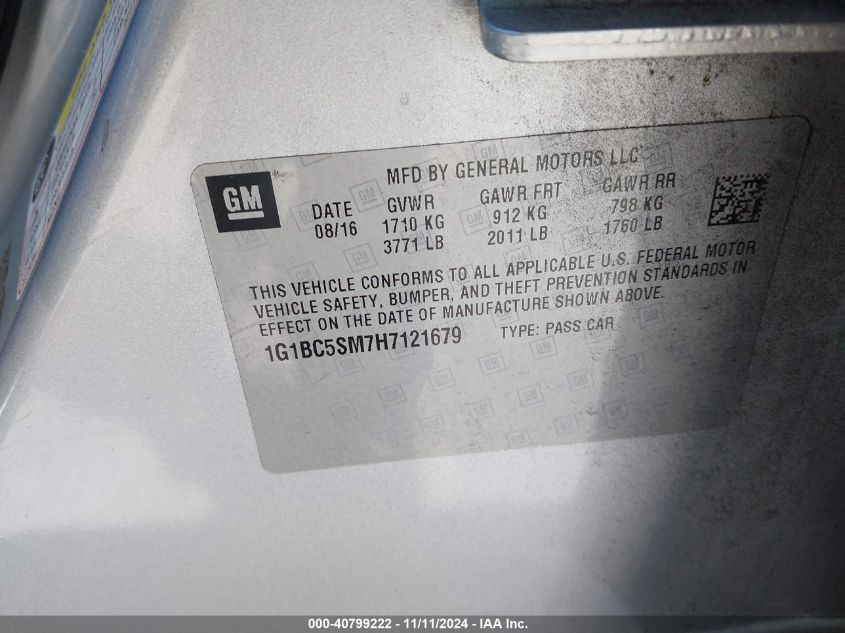 MFD BY GENERAL MOTORS LLC
GM
DATE GVWR GAWR FRT GAWR RR
08/16 1710 KG 912 KG 798 KG
3771 LB 2011 LB 1760 LB
THIS VEHICLE CONFORMS TO ALL APPLICABLE U.S. FEDERAL MOTOR
VEHICLE SAFETY, BUMPER, AND THEFT PREVENTION STANDARDS IN
EFFECT ON THE DATE OF MANUFACTURE SHOWN ABOVE.
1G1BC5SM7H7121679 TYPE: PASS CAR
000-40799222 - 11/11/2024 - IAA Inc.